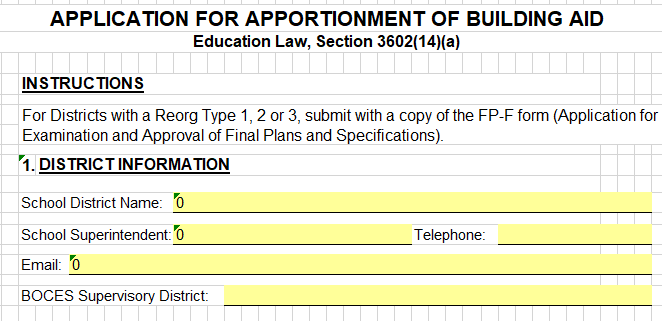 APPLICATION FOR APPORTIONMENT OF BUILDING AID
Education Law, Section 3602(14)(a)
INSTRUCTIONS
For Districts with a Reorg Type 1, 2 or 3, submit with a copy of the FP-F form (Application for
Examination and Approval of Final Plans and Specifications).
1. DISTRICT INFORMATION
School District Name: 0
School Superintendent: 0 Telephone:
Email: 0
BOCES Supervisory District: